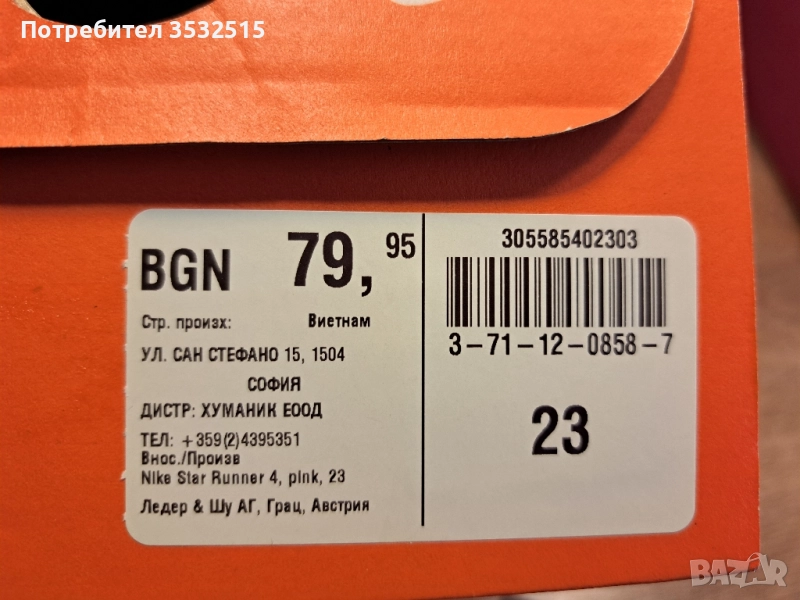 Потребител 3532515
BGN 79,95
Стр. произх: Виетнам
УЛ. САН СТЕФАНО 15, 1504
СОФИЯ
ДИСТР: ХУМАНИК ЕООД
ТЕЛ: +359(2)4395351
Внос./Произв
Nike Star Runner 4, pink, 23
Ледер & Шу АГ, Грац, Австрия
305585402303
3-71-12-0858-7
23
BAZAR